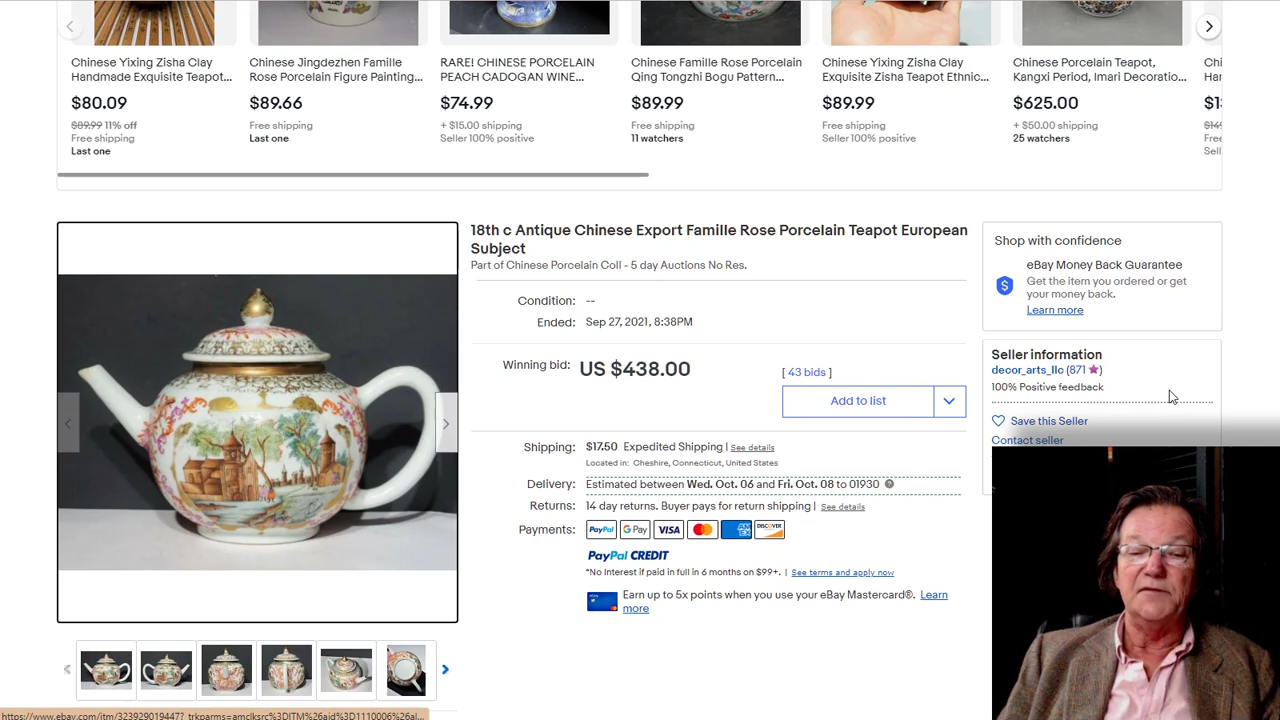 Chinese Yixing Zisha Clay
Handmade Exquisite Teapot...
$80.09
$89.99 11% off
Free shipping
Last one
Chinese Jingdezhen Famille
Rose Porcelain Figure Painting...
$89.66
Free shipping
Last one
RARE! CHINESE PORCELAIN
PEACH CADOGAN WINE...
$74.99
+ $15.00 shipping
Seller 100% positive
Chinese Famille Rose Porcelain
Qing Tongzhi Bogu Pattern...
$89.99
Free shipping
11 watchers
Chinese Yixing Zisha Clay
Exquisite Zisha Teapot Ethnic...
$89.99
Free shipping
Seller 100% positive
Chinese Porcelain Teapot,
Kangxi Period, Imari Decoratio...
$625.00
+ $50.00 shipping
25 watchers
18th c Antique Chinese Export Famille Rose Porcelain Teapot European
Subject
Part of Chinese Porcelain Coll - 5 day Auctions No Res.
Condition: --
Ended: Sep 27, 2021, 8:38PM
Winning bid: US $438.00 [ 43 bids ]
Add to list
Shipping: $17.50 Expedited Shipping | See details
Located in: Cheshire, Connecticut, United States
Delivery: Estimated between Wed. Oct. 06 and Fri. Oct. 08 to 01930
Returns: 14 day returns. Buyer pays for return shipping | See details
Payments: PayPal G Pay VISA MasterCard AM EX DISCOVER
PayPal CREDIT
*No Interest if paid in full in 6 months on $99+. | See terms and apply now
Earn up to 5x points when you use your eBay Mastercard®. Learn
more
Shop with confidence
eBay Money Back Guarantee
Get the item you ordered or get
your money back.
Learn more
Seller information
decor_arts_llc (871)
100% Positive feedback
Save this Seller
Contact seller